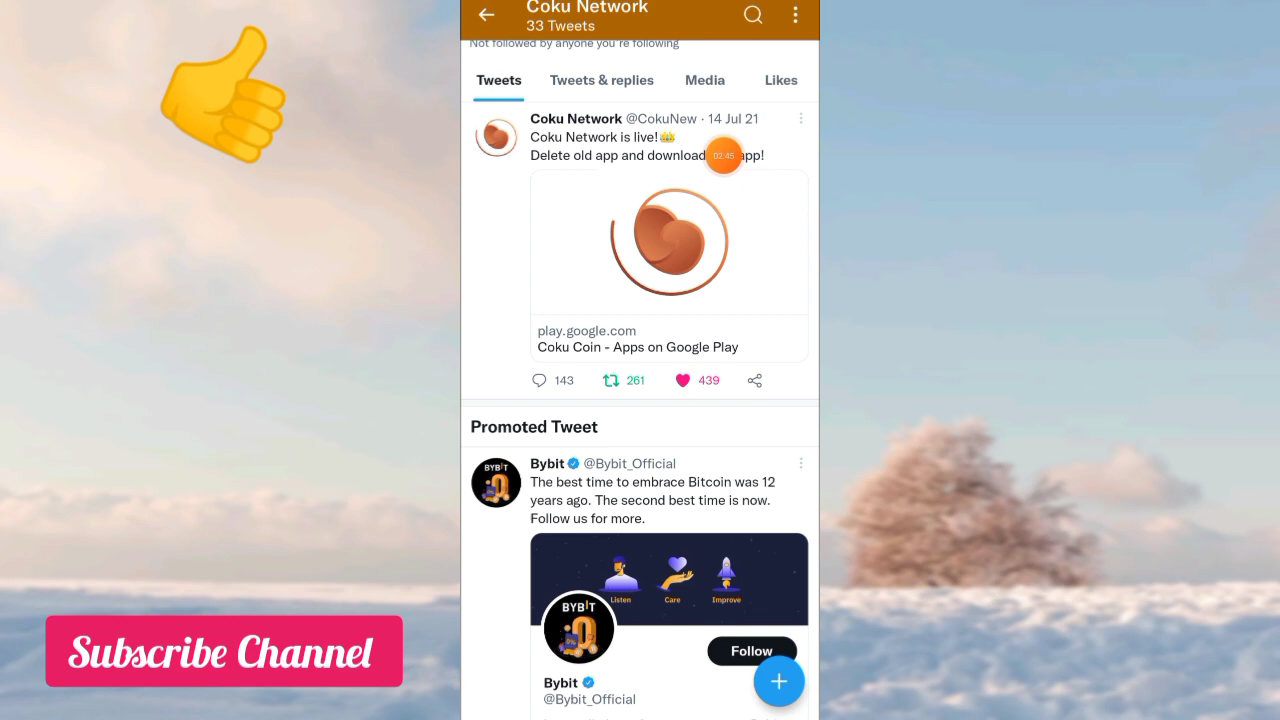 Coku Network
33 Tweets
Not followed by anyone you're following
Tweets
Tweets & replies
Media
Likes
Coku Network @CokuNew · 14 Jul 21
Coku Network is live!👑
Delete old app and download app!
02:45
play.google.com
Coku Coin - Apps on Google Play
143
261
439
Promoted Tweet
BYBIT
Bybit @Bybit_Official
The best time to embrace Bitcoin was 12
years ago. The second best time is now.
Follow us for more.
Listen
Care
Improve
BYBIT
Follow
Bybit
@Bybit_Official
Subscribe Channel